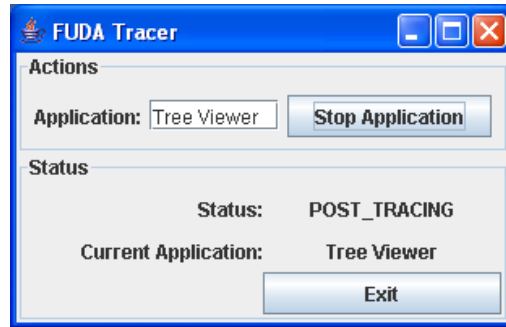 FUDA Tracer
Actions
Application: Tree Viewer Stop Application
Status
Status: POST_TRACING
Current Application: Tree Viewer
Exit